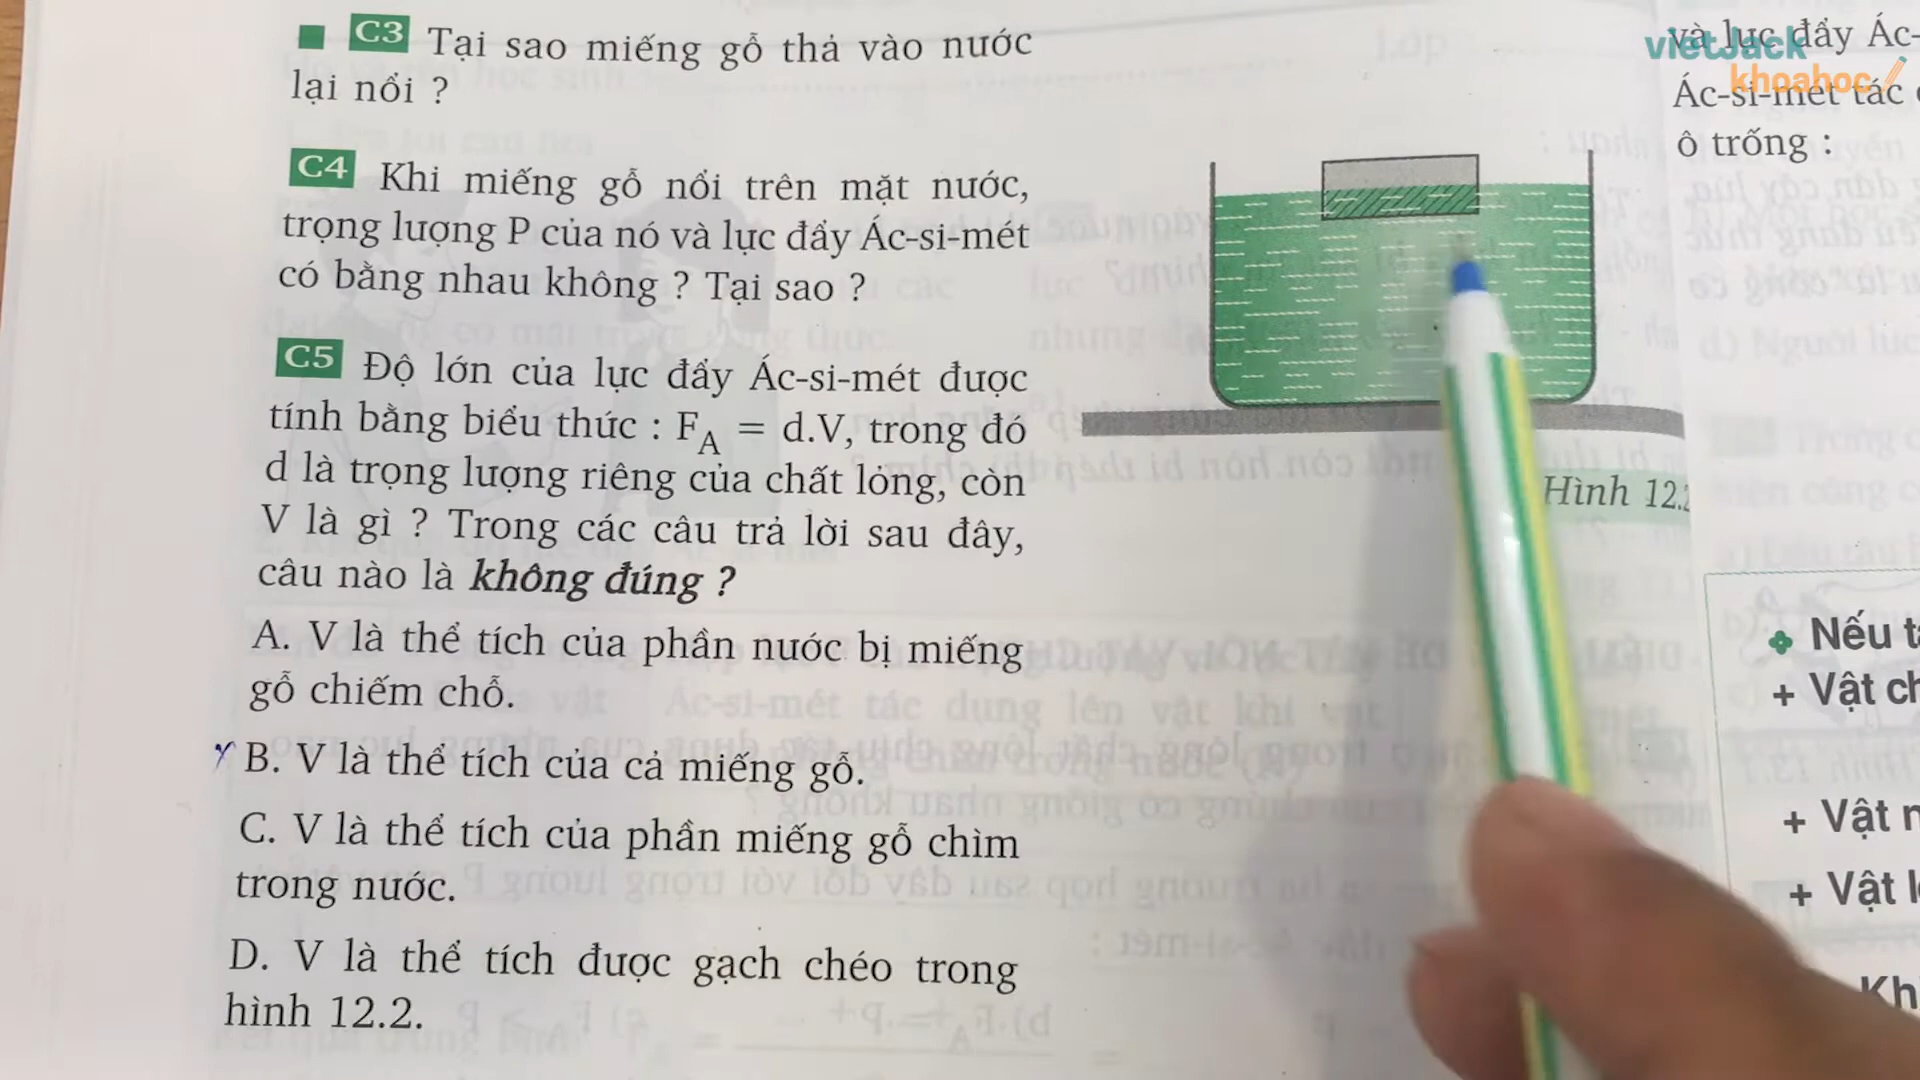 C3 Tại sao miếng gỗ thả vào nước
lại nổi ?
C4 Khi miếng gỗ nổi trên mặt nước,
trọng lượng P của nó và lực đẩy Ác-si-mét
có bằng nhau không ? Tại sao ?
C5 Độ lớn của lực đẩy Ác-si-mét được
tính bằng biểu thức : F_A = d.V, trong đó
d là trọng lượng riêng của chất lỏng, còn
V là gì ? Trong các câu trả lời sau đây,
câu nào là không đúng ?
A. V là thể tích của phần nước bị miếng
gỗ chiếm chỗ.
B. V là thể tích của cả miếng gỗ.
C. V là thể tích của phần miếng gỗ chìm
trong nước.
D. V là thể tích được gạch chéo trong
hình 12.2.
Hình 12.2
và lực đẩy Ác-
Ác-si-mét tác
ô trống :
vietJack
khoahoc
Nếu
+ Vật
+ Vật
+ Vật